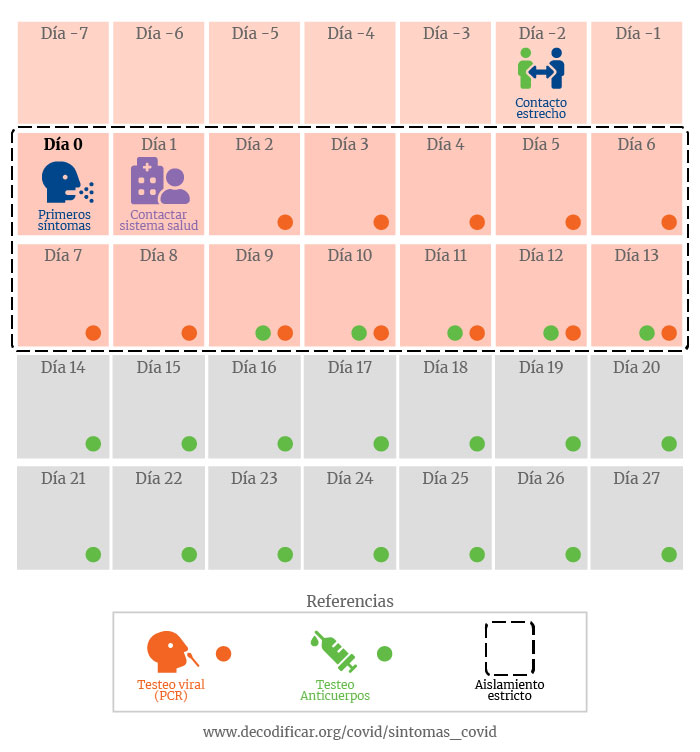 Día -7 Día -6 Día -5 Día -4 Día -3 Día -2 Día -1
Contacto
estrecho
Día 0 Día 1 Día 2 Día 3 Día 4 Día 5 Día 6
Primeros
síntomas
Contactar
sistema salud
Día 7 Día 8 Día 9 Día 10 Día 11 Día 12 Día 13
Día 14 Día 15 Día 16 Día 17 Día 18 Día 19 Día 20
Día 21 Día 22 Día 23 Día 24 Día 25 Día 26 Día 27
Referencias
Testeo viral
(PCR)
Testeo
Anticuerpos
Aislamiento
estricto
www.decodificar.org/covid/sintomas_covid